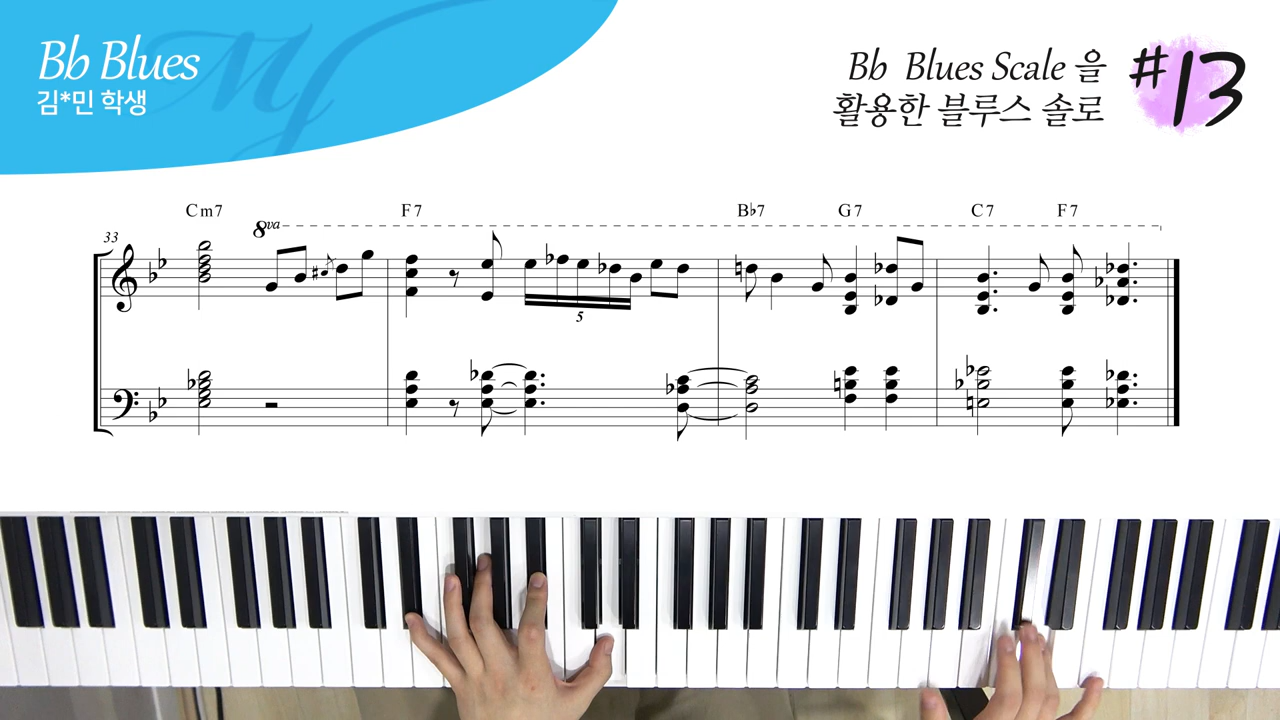 Bb Blues
김*민 학생
Bb Blues Scale 을
활용한 블루스 솔로
#13
Cm7 F7 B♭7 G7 C7 F7
8va
33
5